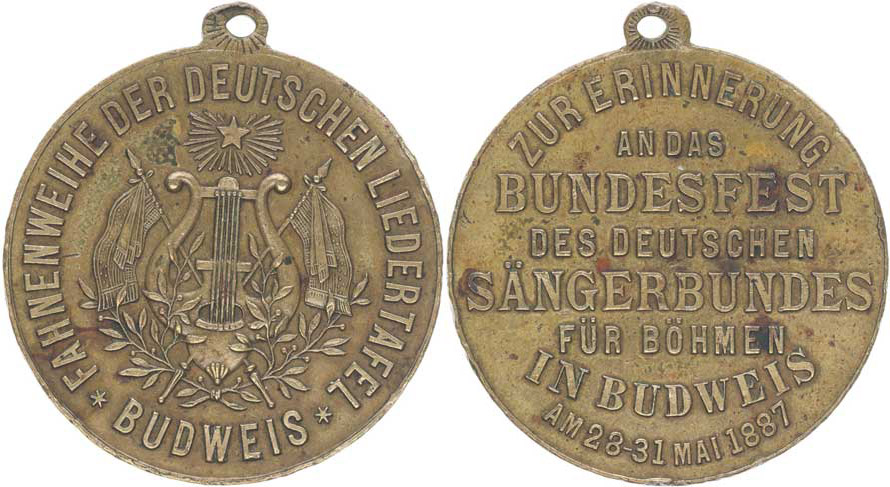 FAHNENWEIHE DER DEUTSCHEN LIEDERTAFEL
* BUDWEIS *
ZUR ERINNERUNG
AN DAS
BUNDESFEST
DES DEUTSCHEN
SÄNGERBUNDES
FÜR BÖHMEN
IN BUDWEIS
AM 28-31 MAI 1887